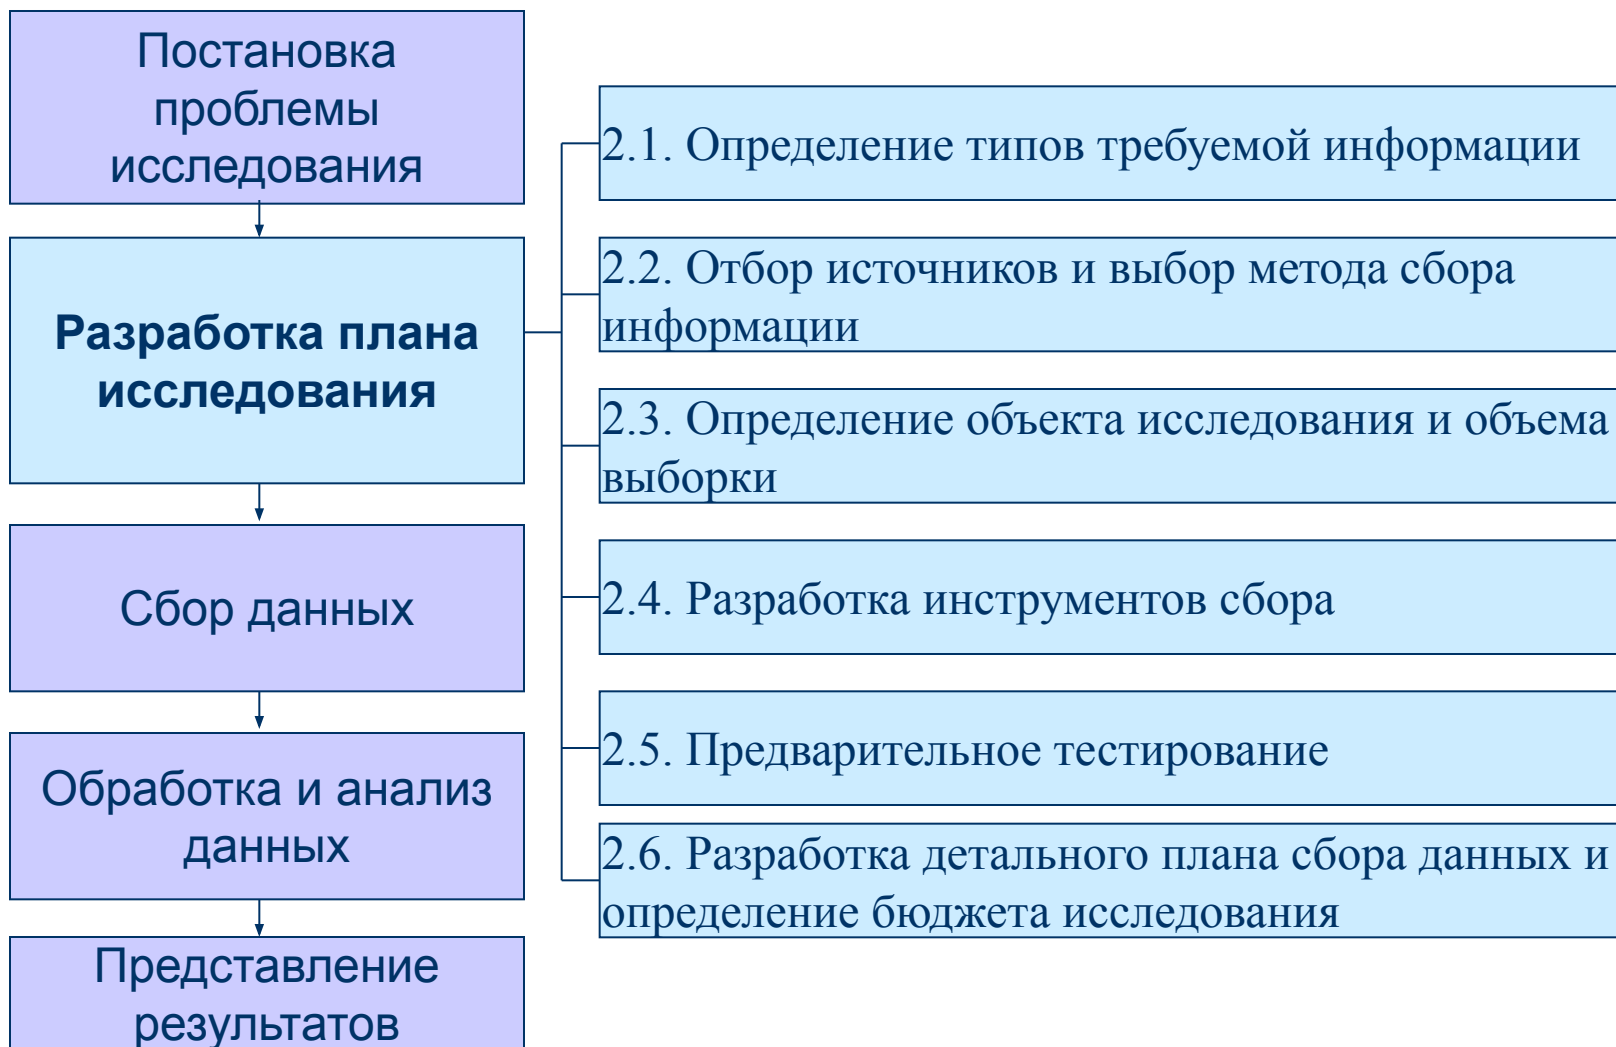 Постановка
проблемы
исследования
Разработка плана
исследования
Сбор данных
Обработка и анализ
данных
Представление
результатов
2.1. Определение типов требуемой информации
2.2. Отбор источников и выбор метода сбора
информации
2.3. Определение объекта исследования и объема
выборки
2.4. Разработка инструментов сбора
2.5. Предварительное тестирование
2.6. Разработка детального плана сбора данных и
определение бюджета исследования